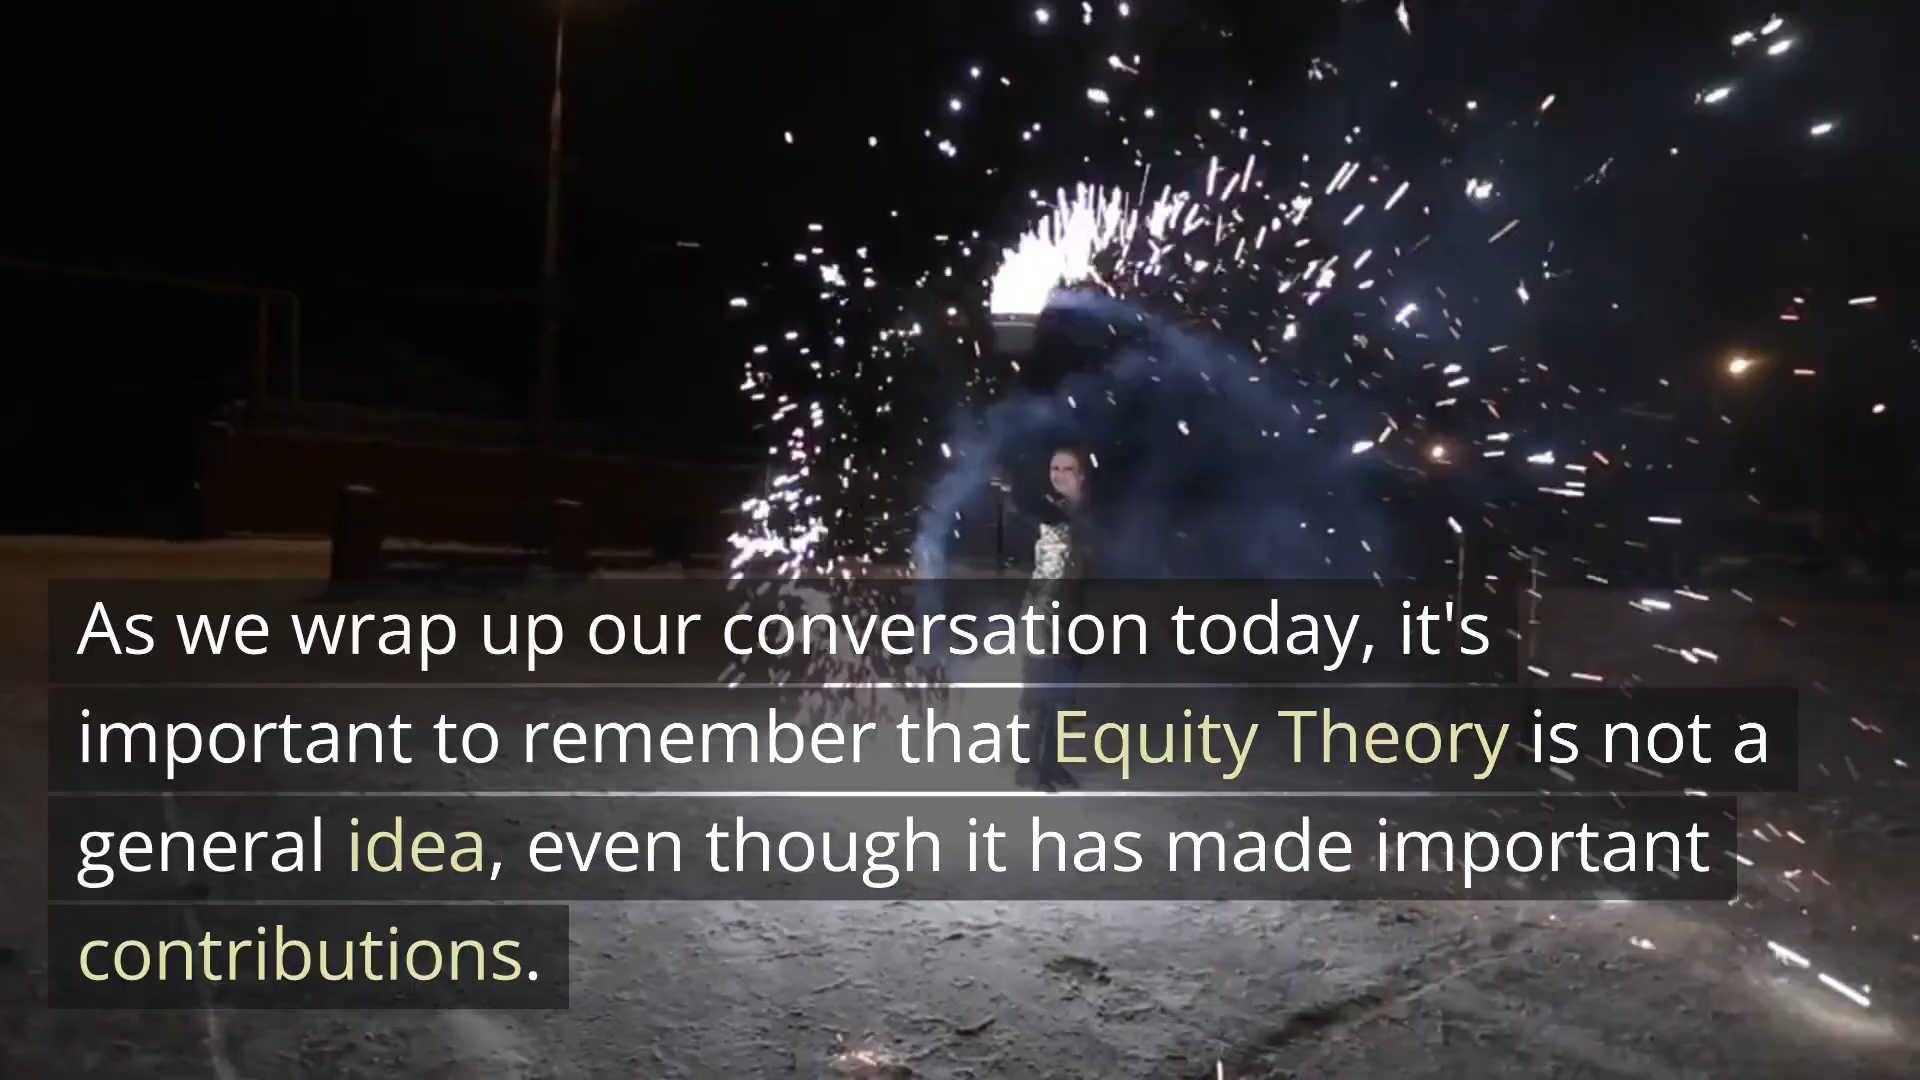 As we wrap up our conversation today, it's
important to remember that Equity Theory is not a
general idea, even though it has made important
contributions.